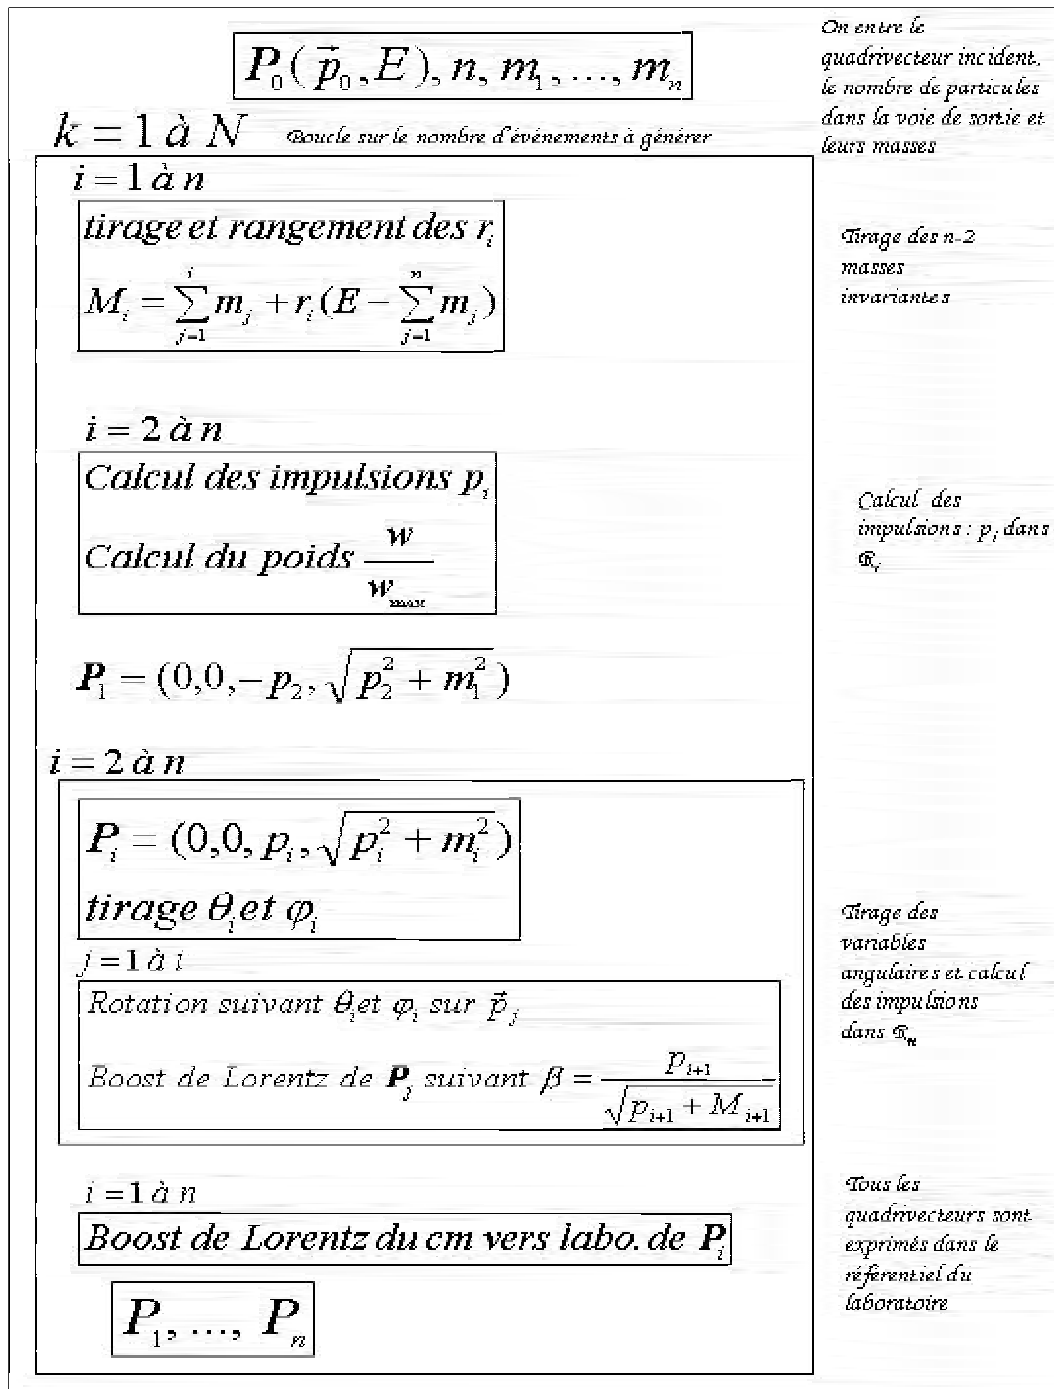 P₀(p⃗₀, E), n, m₁, ..., mₙ
On entre le
quadrivecteur incident,
le nombre de particules
dans la voie de sortie et
leurs masses
k = 1 à N Boucle sur le nombre d'événements à générer
i = 1 à n
tirage et rangement des rᵢ
Mᵢ = ∑_{j=1}^{i} mⱼ + rᵢ(E − ∑_{j=1}^{n} mⱼ)
Tirage des n-2
masses
invariantes
i = 2 à n
Calcul des impulsions pᵢ
Calcul du poids w / w_max
Calcul des
impulsions : pᵢ dans
ℜᵢ
P₁ = (0,0,−p₂, √(p₂² + m₁²))
i = 2 à n
Pᵢ = (0,0, pᵢ, √(pᵢ² + mᵢ²))
tirage θᵢ et φᵢ
j = 1 à i
Rotation suivant θᵢ et φᵢ sur p⃗ⱼ
Boost de Lorentz de Pⱼ suivant β = pᵢ₊₁ / √(pᵢ₊₁ + Mᵢ₊₁)
Tirage des
variables
angulaires et calcul
des impulsions
dans ℜₙ
i = 1 à n
Boost de Lorentz du cm vers labo. de Pᵢ
P₁, ..., Pₙ
Tous les
quadrivecteurs sont
exprimés dans le
référentiel du
laboratoire